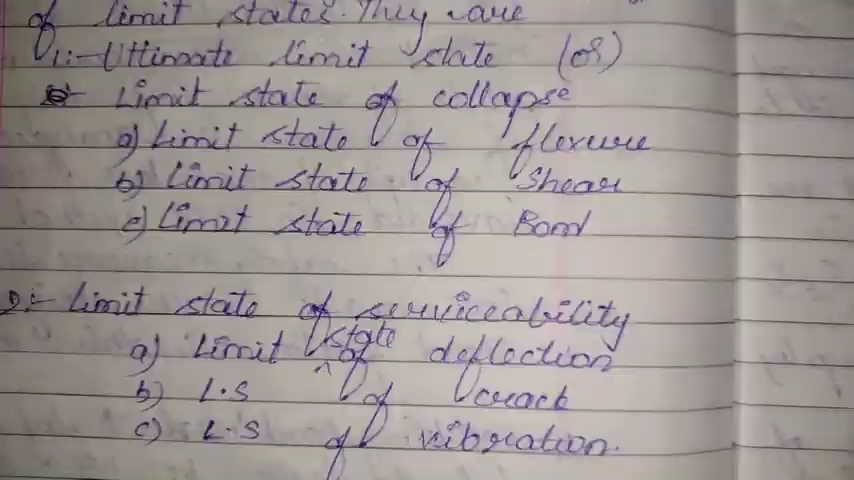 of limit states. They are
1:- Ultimate limit state (or)
Limit state of collapse
a) Limit state of flexure
b) Limit state of Shear
c) Limit state of Bond
2:- Limit state of serviceability
a) Limit state of deflection
b) L.S of crack
c) L.S of vibration.